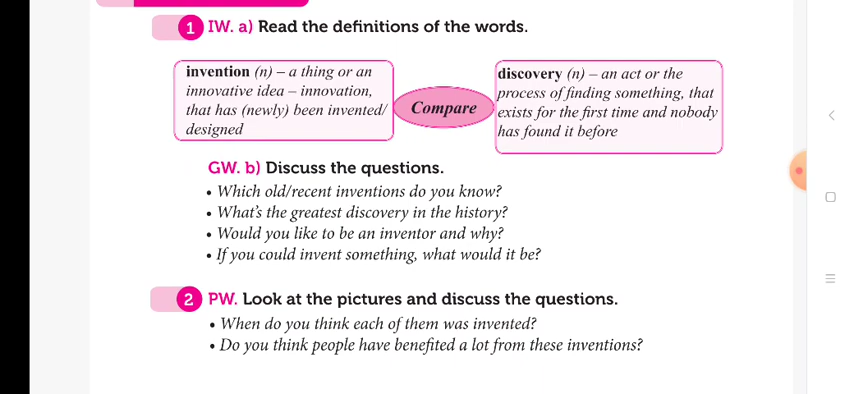 1 IW. a) Read the definitions of the words.
invention (n) – a thing or an
innovative idea – innovation,
that has (newly) been invented/
designed
Compare
discovery (n) – an act or the
process of finding something, that
exists for the first time and nobody
has found it before
GW. b) Discuss the questions.
• Which old/recent inventions do you know?
• What's the greatest discovery in the history?
• Would you like to be an inventor and why?
• If you could invent something, what would it be?
2 PW. Look at the pictures and discuss the questions.
• When do you think each of them was invented?
• Do you think people have benefited a lot from these inventions?